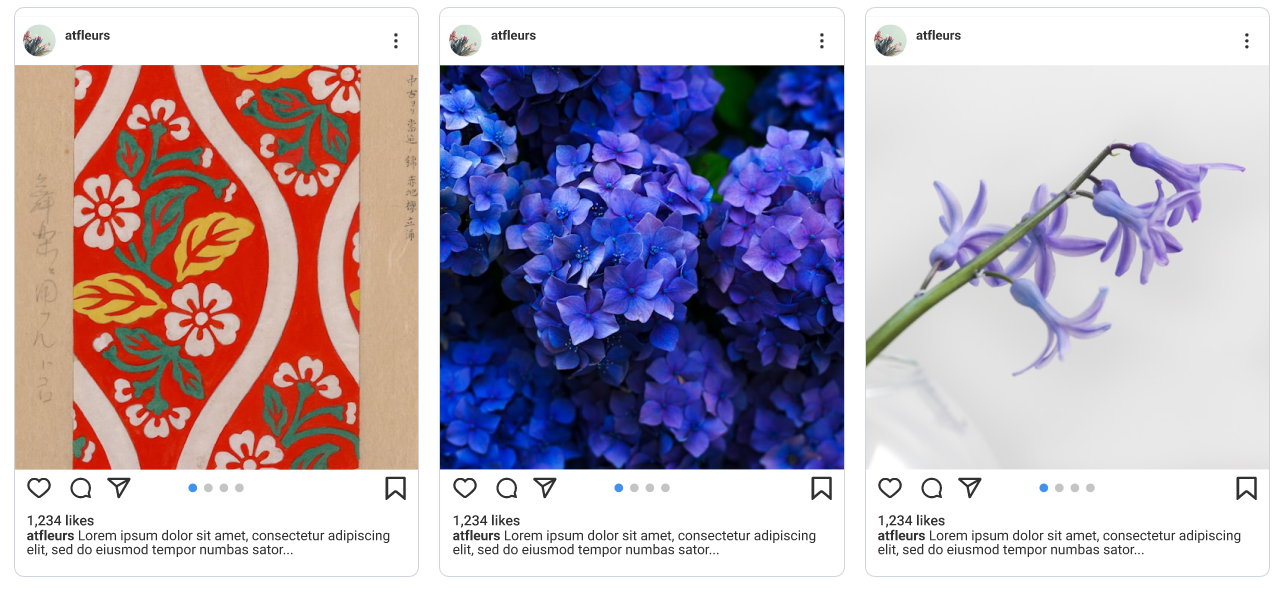 atfleurs
1,234 likes
atfleurs Lorem ipsum dolor sit amet, consectetur adipiscing
elit, sed do eiusmod tempor numbas sator...
atfleurs
1,234 likes
atfleurs Lorem ipsum dolor sit amet, consectetur adipiscing
elit, sed do eiusmod tempor numbas sator...
atfleurs
1,234 likes
atfleurs Lorem ipsum dolor sit amet, consectetur adipiscing
elit, sed do eiusmod tempor numbas sator...